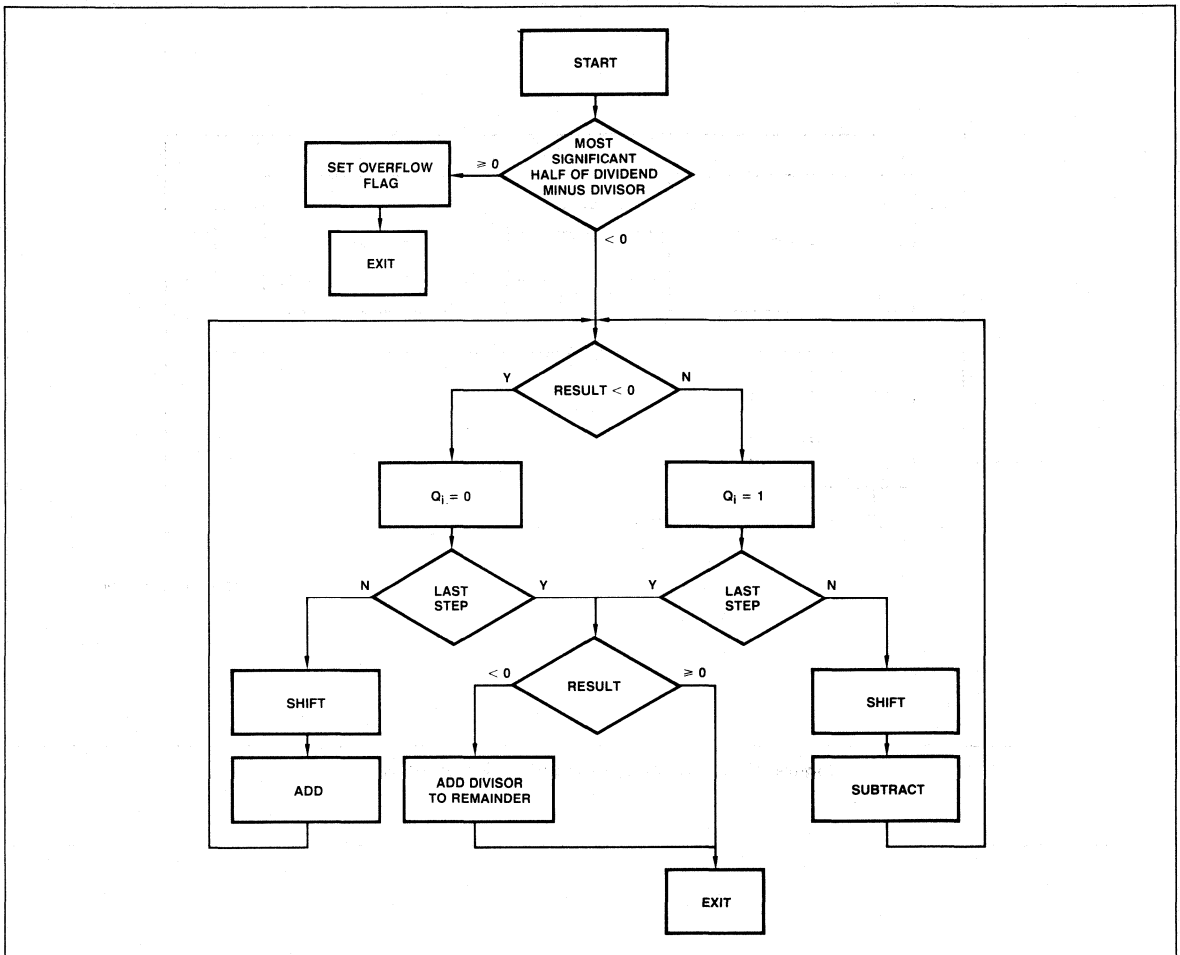 START
MOST
SIGNIFICANT
HALF OF DIVIDEND
MINUS DIVISOR
≥ 0
SET OVERFLOW
FLAG
EXIT
< 0
RESULT < 0
Y
N
Qi = 0
Qi = 1
N
LAST
STEP
Y
Y
LAST
STEP
N
< 0
RESULT
≥ 0
SHIFT
SHIFT
ADD
ADD DIVISOR
TO REMAINDER
SUBTRACT
EXIT